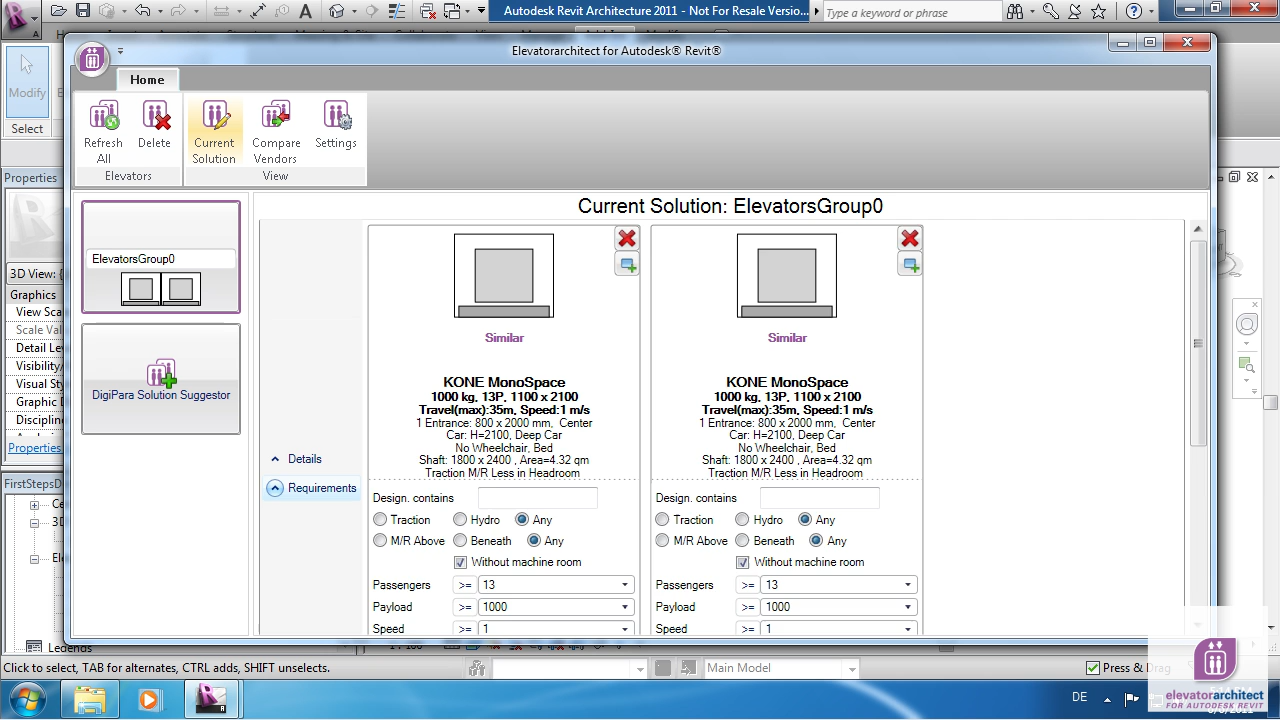 Autodesk Revit Architecture 2011 - Not For Resale Versio...
Type a keyword or phrase
Elevatorarchitect for Autodesk® Revit®
Modify
Select
Home
Refresh All
Delete
Elevators
Current Solution
Compare Vendors
Settings
View
Properties
3D View: {
Graphics
View Sca
Scale Val
Detail Lev
Visibility/
Visual Sty
Graphic D
Disciplin
Properties
FirstStepsD
Ce
3D
Ele
Legends
ElevatorsGroup0
DigiPara Solution Suggestor
Current Solution: ElevatorsGroup0
Details
Requirements
Similar
KONE MonoSpace
1000 kg, 13P, 1100 x 2100
Travel(max):35m, Speed:1 m/s
1 Entrance: 800 x 2000 mm, Center
Car: H=2100, Deep Car
No Wheelchair, Bed
Shaft: 1800 x 2400 , Area=4.32 qm
Traction M/R Less in Headroom
Design. contains
Traction Hydro Any
M/R Above Beneath Any
Without machine room
Passengers >= 13
Payload >= 1000
Speed >= 1
Similar
KONE MonoSpace
1000 kg, 13P, 1100 x 2100
Travel(max):35m, Speed:1 m/s
1 Entrance: 800 x 2000 mm, Center
Car: H=2100, Deep Car
No Wheelchair, Bed
Shaft: 1800 x 2400 , Area=4.32 qm
Traction M/R Less in Headroom
Design. contains
Traction Hydro Any
M/R Above Beneath Any
Without machine room
Passengers >= 13
Payload >= 1000
Speed >= 1
1 : 100
Click to select, TAB for alternates, CTRL adds, SHIFT unselects.
Main Model
Press & Drag
DE
elevatorarchitect
FOR AUTODESK REVIT